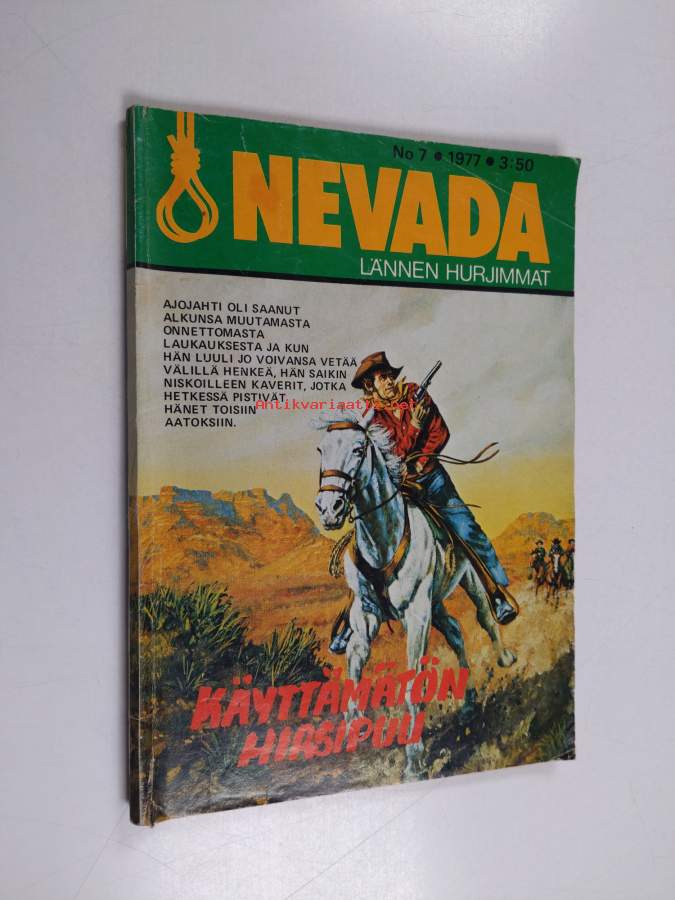 No 7 • 1977 • 3:50
NEVADA
LÄNNEN HURJIMMAT
AJOJAHTI OLI SAANUT
ALKUNSA MUUTAMASTA
ONNETTOMASTA
LAUKAUKSESTA JA KUN
HÄN LUULI JO VOIVANSA VETÄÄ
VÄLILLÄ HENKEÄ, HÄN SAIKIN
NISKOILLEEN KAVERIT, JOTKA
HETKESSÄ PISTIVÄT
HÄNET TOISIIN
AATOKSIIN.
Antikvariaatti.net
KÄYTTÄMÄTÖN
HIRSIPUU